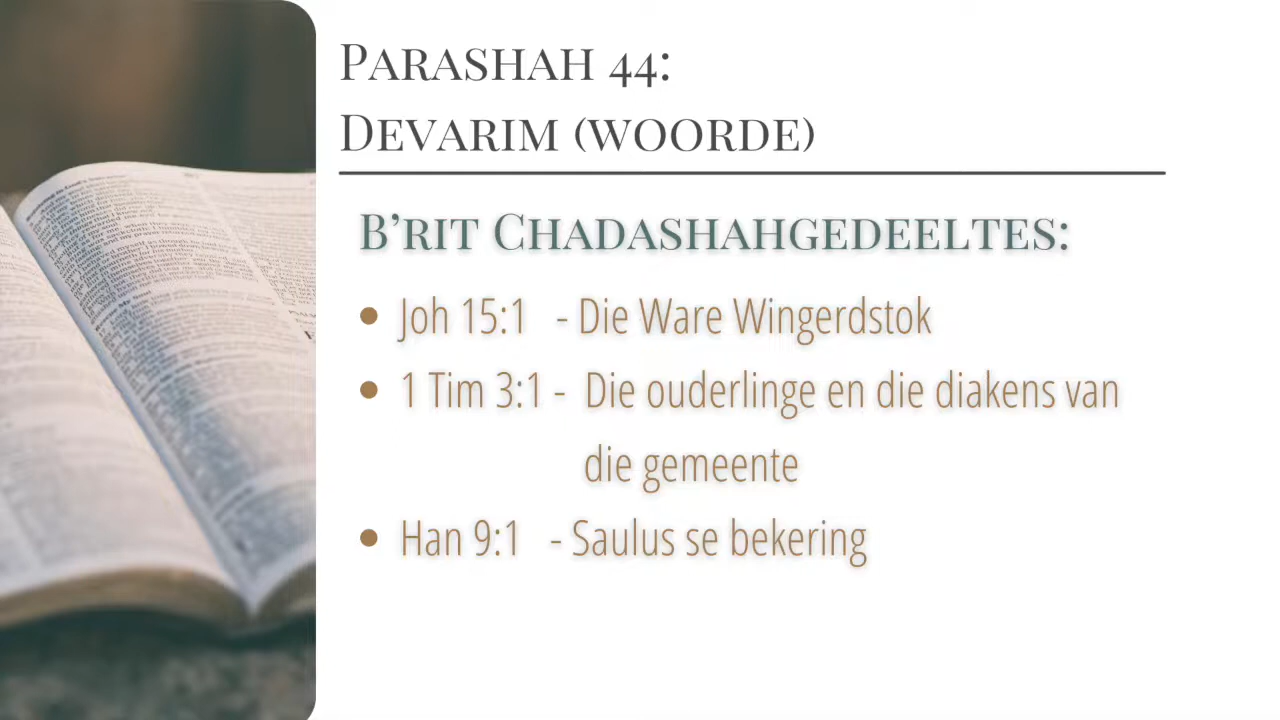 Parashah 44:
Devarim (woorde)
B’rit Chadashahgedeeltes:
• Joh 15:1 - Die Ware Wingerdstok
• 1 Tim 3:1 - Die ouderlinge en die diakens van
die gemeente
• Han 9:1 - Saulus se bekering